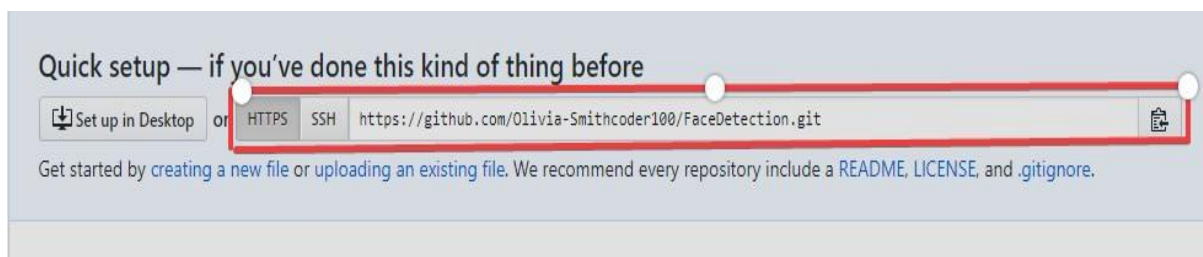 Quick setup — if you've done this kind of thing before
Set up in Desktop or HTTPS SSH https://github.com/Olivia-Smithcoder100/FaceDetection.git
Get started by creating a new file or uploading an existing file. We recommend every repository include a README, LICENSE, and .gitignore.